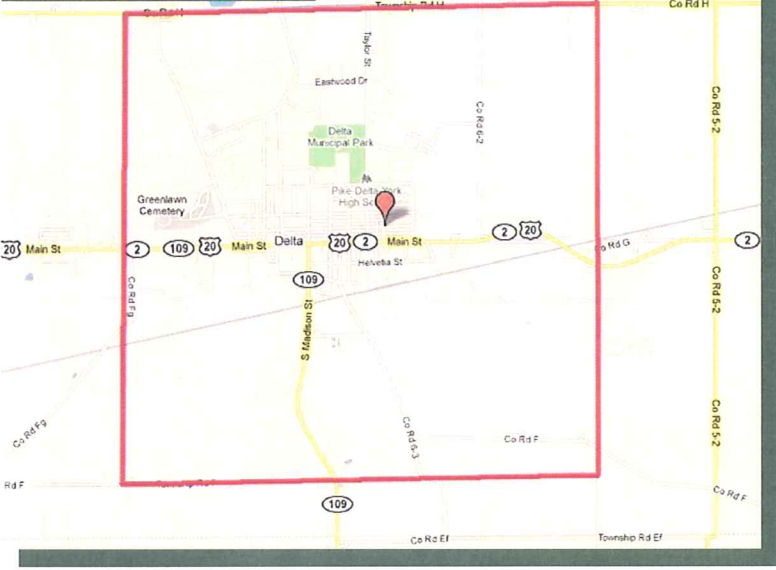 Co Rd H
Township Rd H
Co Rd H
Taylor St
Eastwood Dr
Co Rd 6-2
Co Rd 5-2
Delta
Municipal Park
Pike-Delta-York
High
Greenlawn
Cemetery
20 Main St
2
109
20
Main St
Delta
20
2
Main St
2
20
Co Rd G
2
Helvetia St
109
Co Rd Fg
Co Rd 5-2
S Madison St
21
Co Rd Fg
Co Rd 6-3
Co Rd F
Co Rd 5-2
Rd F
Co Rd F
109
Co Rd Ef
Township Rd Ef